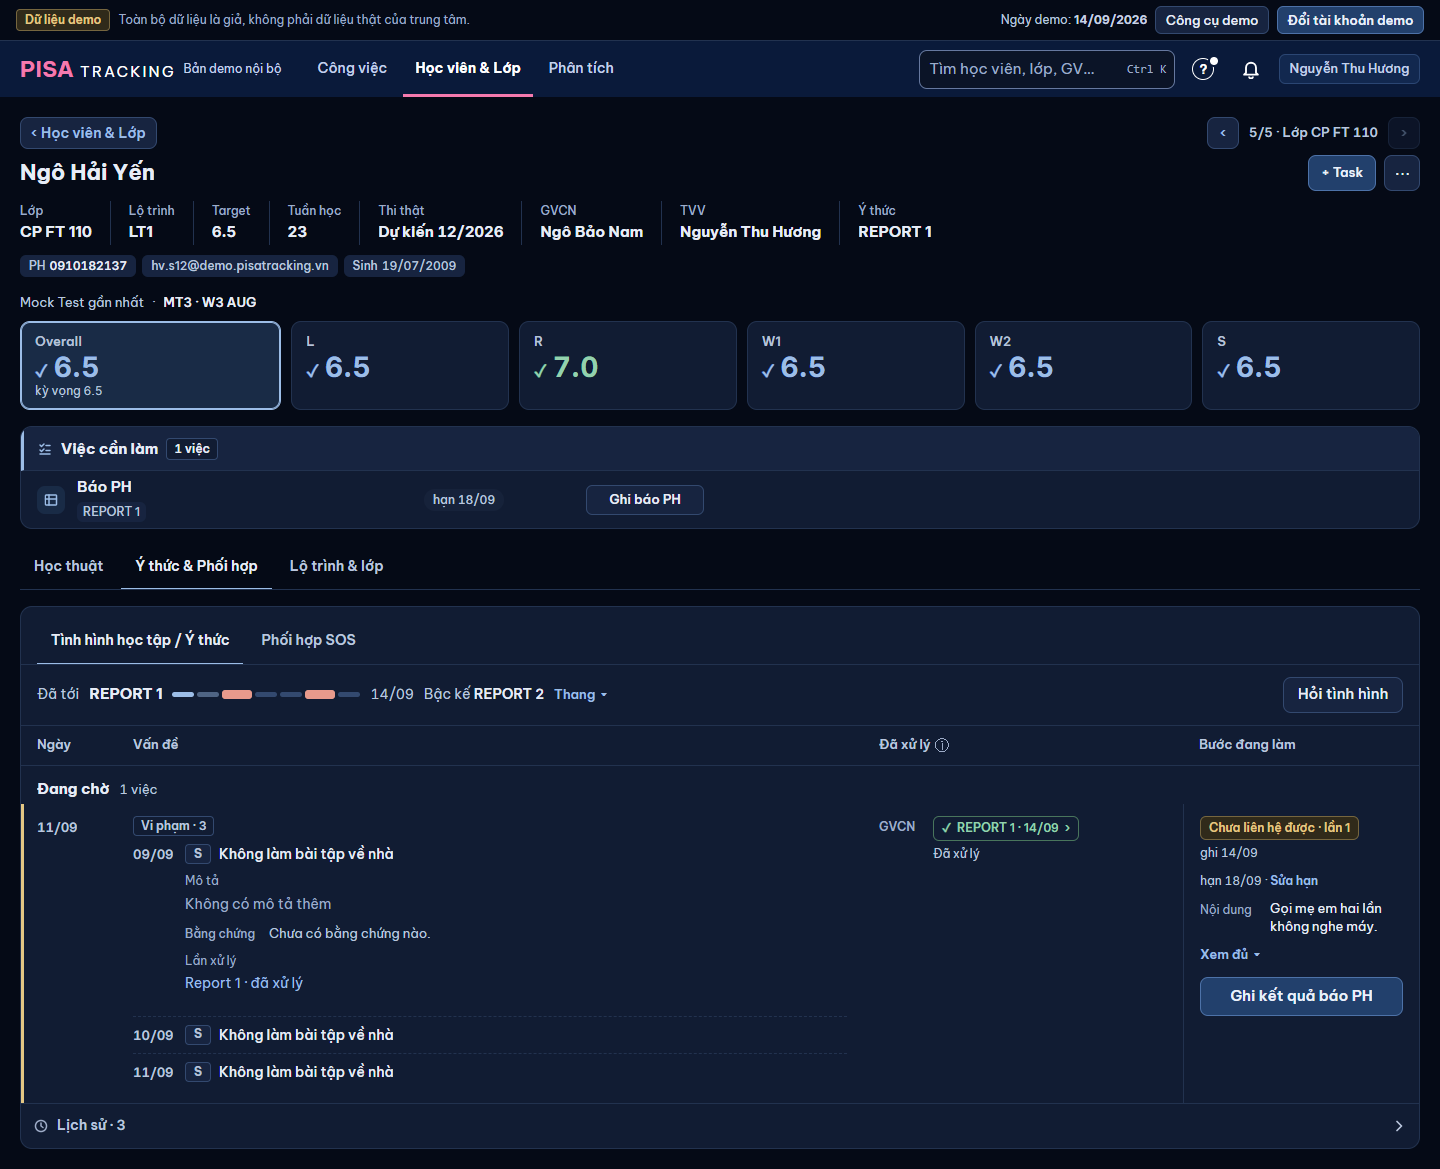 Dữ liệu demo Toàn bộ dữ liệu là giả, không phải dữ liệu thật của trung tâm. Ngày demo: 14/09/2026 Công cụ demo Đổi tài khoản demo
PISA TRACKING Bản demo nội bộ Công việc Học viên & Lớp Phân tích Tìm học viên, lớp, GV... Ctrl K ? Nguyễn Thu Hương
‹ Học viên & Lớp ‹ 5/5 · Lớp CP FT 110 ›
Ngô Hải Yến + Task ...
Lớp Lộ trình Target Tuần học Thi thật GVCN TVV Ý thức
CP FT 110 LT1 6.5 23 Dự kiến 12/2026 Ngô Bảo Nam Nguyễn Thu Hương REPORT 1
PH 0910182137 hv.s12@demo.pisatracking.vn Sinh 19/07/2009
Mock Test gần nhất · MT3 · W3 AUG
Overall L R W1 W2 S
✓ 6.5 ✓ 6.5 ✓ 7.0 ✓ 6.5 ✓ 6.5 ✓ 6.5
kỳ vọng 6.5
Việc cần làm 1 việc
Báo PH
REPORT 1 hạn 18/09 Ghi báo PH
Học thuật Ý thức & Phối hợp Lộ trình & lớp
Tình hình học tập / Ý thức Phối hợp SOS
Đã tới REPORT 1 14/09 Bậc kế REPORT 2 Thang Hỏi tình hình
Ngày Vấn đề Đã xử lý Bước đang làm
Đang chờ 1 việc
11/09 Vi phạm · 3 GVCN ✓ REPORT 1 · 14/09 › Chưa liên hệ được · lần 1
09/09 S Không làm bài tập về nhà Đã xử lý ghi 14/09
Mô tả hạn 18/09 · Sửa hạn
Không có mô tả thêm Nội dung Gọi mẹ em hai lần
không nghe máy.
Bằng chứng Chưa có bằng chứng nào.
Lần xử lý Xem đủ
Report 1 · đã xử lý Ghi kết quả báo PH
10/09 S Không làm bài tập về nhà
11/09 S Không làm bài tập về nhà
Lịch sử · 3